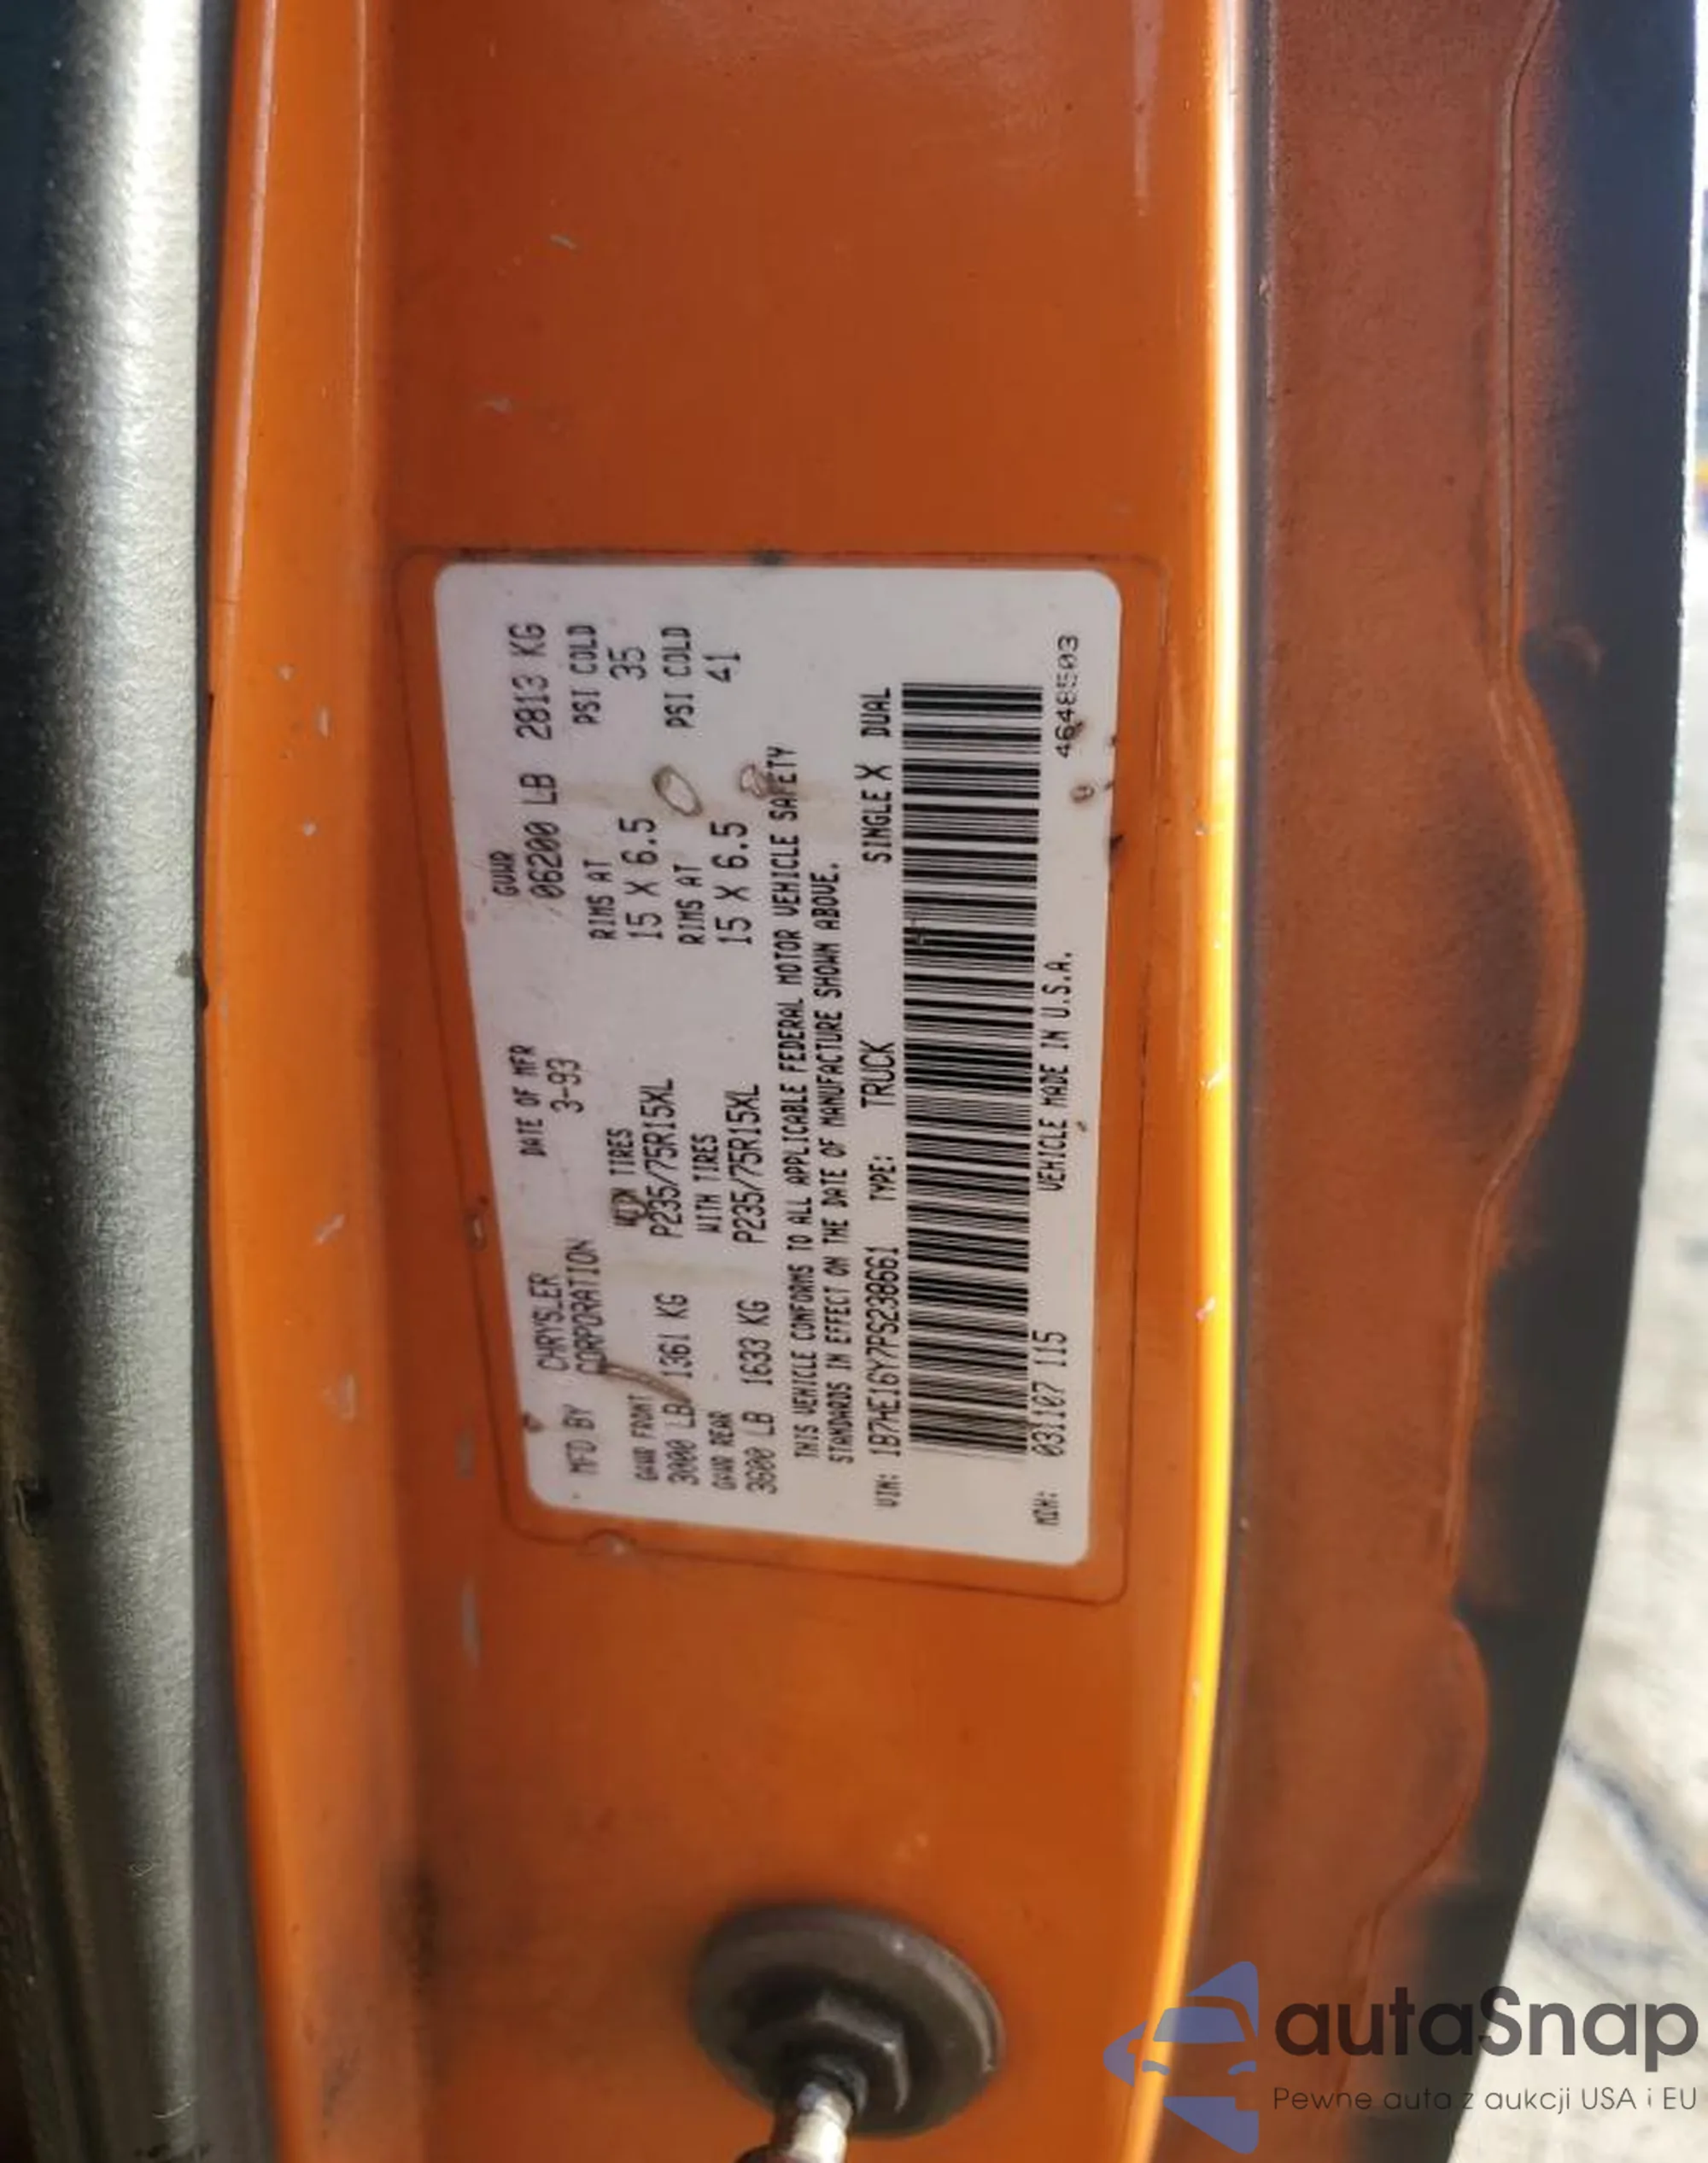 MFD BY CHRYSLER CORPORATION DATE OF MFR 3-93 GVWR 06200 LB 2813 KG
GAWR FRONT WITH TIRES RIMS AT PSI COLD
3000 LB 1361 KG P235/75R15XL 15 X 6.5 35
GAWR REAR WITH TIRES RIMS AT PSI COLD
3600 LB 1633 KG P235/75R15XL 15 X 6.5 41
THIS VEHICLE CONFORMS TO ALL APPLICABLE FEDERAL MOTOR VEHICLE SAFETY
STANDARDS IN EFFECT ON THE DATE OF MANUFACTURE SHOWN ABOVE.
VIN: 1B7HE16Y7PS238661 TYPE: TRUCK SINGLE X DUAL
MDH: 031107 115 VEHICLE MADE IN U.S.A. 4648503
autaSnap
Pewne auta z aukcji USA i EU